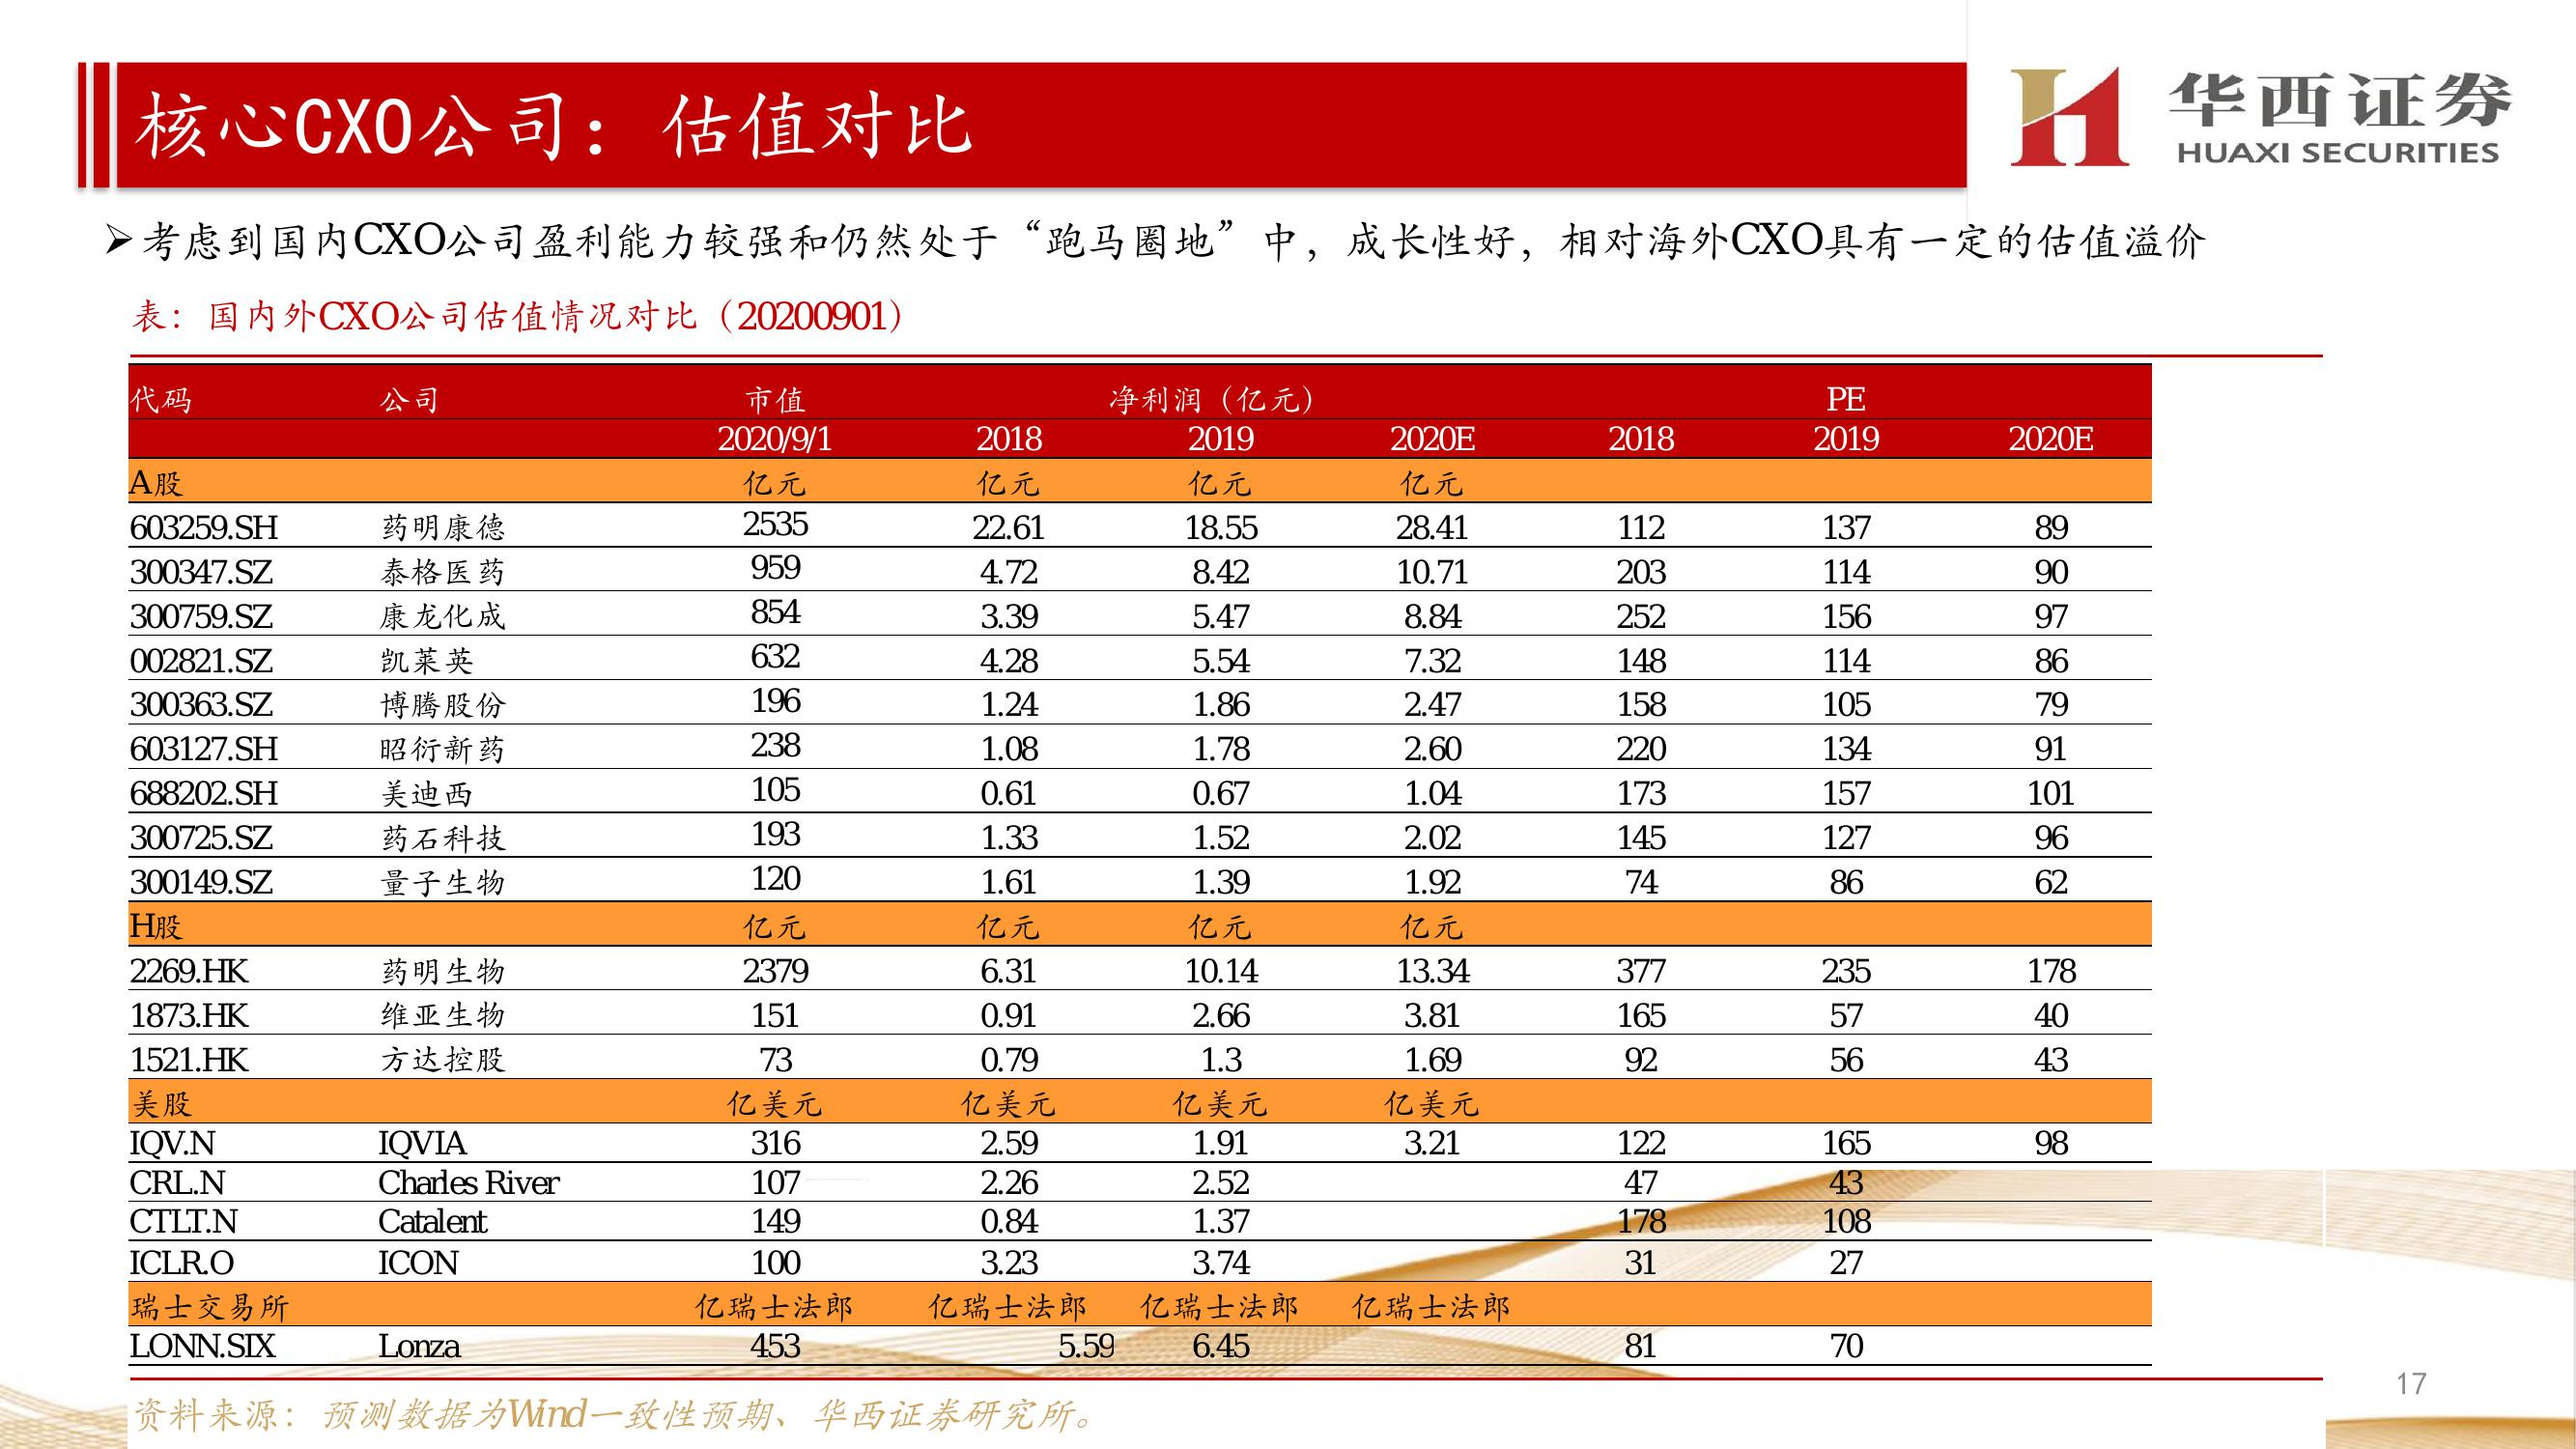 核心CXO公司：估值对比
华西证券
HUAXI SECURITIES
➢考虑到国内CXO公司盈利能力较强和仍然处于“跑马圈地”中，成长性好，相对海外CXO具有一定的估值溢价
表：国内外CXO公司估值情况对比（20200901）
代码 公司 市值 净利润（亿元） PE
2020/9/1 2018 2019 2020E 2018 2019 2020E
A股 亿元 亿元 亿元 亿元
603259.SH 药明康德 2535 22.61 18.55 28.41 112 137 89
300347.SZ 泰格医药 959 4.72 8.42 10.71 203 114 90
300759.SZ 康龙化成 854 3.39 5.47 8.84 252 156 97
002821.SZ 凯莱英 632 4.28 5.54 7.32 148 114 86
300363.SZ 博腾股份 196 1.24 1.86 2.47 158 105 79
603127.SH 昭衍新药 238 1.08 1.78 2.60 220 134 91
688202.SH 美迪西 105 0.61 0.67 1.04 173 157 101
300725.SZ 药石科技 193 1.33 1.52 2.02 145 127 96
300149.SZ 量子生物 120 1.61 1.39 1.92 74 86 62
H股 亿元 亿元 亿元 亿元
2269.HK 药明生物 2379 6.31 10.14 13.34 377 235 178
1873.HK 维亚生物 151 0.91 2.66 3.81 165 57 40
1521.HK 方达控股 73 0.79 1.3 1.69 92 56 43
美股 亿美元 亿美元 亿美元 亿美元
IQV.N IQVIA 316 2.59 1.91 3.21 122 165 98
CRL.N Charles River 107 2.26 2.52 47 43
CTLT.N Catalent 149 0.84 1.37 178 108
ICLR.O ICON 100 3.23 3.74 31 27
瑞士交易所 亿瑞士法郎 亿瑞士法郎 亿瑞士法郎 亿瑞士法郎
LONN.SIX Lonza 453 5.59 6.45 81 70
资料来源：预测数据为Wind一致性预期、华西证券研究所。
17